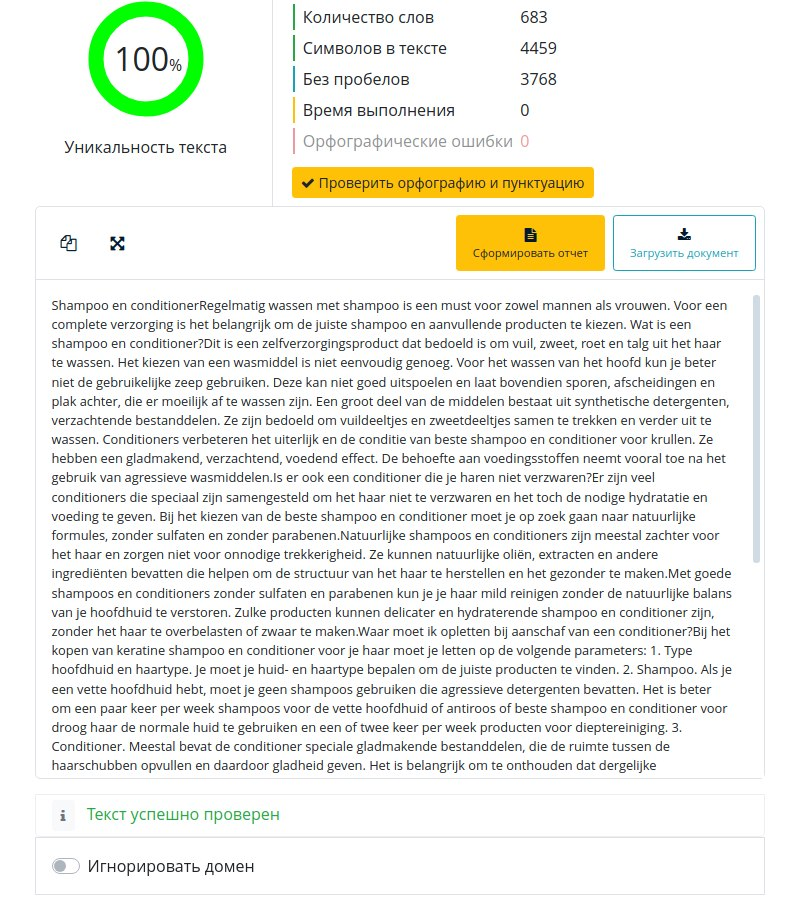 100%
Уникальность текста
Количество слов 683
Символов в тексте 4459
Без пробелов 3768
Время выполнения 0
Орфографические ошибки 0
Проверить орфографию и пунктуацию
Сформировать отчет
Загрузить документ
Shampoo en conditionerRegelmatig wassen met shampoo is een must voor zowel mannen als vrouwen. Voor een
complete verzorging is het belangrijk om de juiste shampoo en aanvullende producten te kiezen. Wat is een
shampoo en conditioner?Dit is een zelfverzorgingsproduct dat bedoeld is om vuil, zweet, roet en talg uit het haar
te wassen. Het kiezen van een wasmiddel is niet eenvoudig genoeg. Voor het wassen van het hoofd kun je beter
niet de gebruikelijke zeep gebruiken. Deze kan niet goed uitspoelen en laat bovendien sporen, afscheidingen en
plak achter, die er moeilijk af te wassen zijn. Een groot deel van de middelen bestaat uit synthetische detergenten,
verzachtende bestanddelen. Ze zijn bedoeld om vuildeeltjes en zweetdeeltjes samen te trekken en verder uit te
wassen. Conditioners verbeteren het uiterlijk en de conditie van beste shampoo en conditioner voor krullen. Ze
hebben een gladmakend, verzachtend, voedend effect. De behoefte aan voedingsstoffen neemt vooral toe na het
gebruik van agressieve wasmiddelen.Is er ook een conditioner die je haren niet verzwaren?Er zijn veel
conditioners die speciaal zijn samengesteld om het haar niet te verzwaren en het toch de nodige hydratatie en
voeding te geven. Bij het kiezen van de beste shampoo en conditioner moet je op zoek gaan naar natuurlijke
formules, zonder sulfaten en zonder parabenen.Natuurlijke shampoos en conditioners zijn meestal zachter voor
het haar en zorgen niet voor onnodige trekkerigheid. Ze kunnen natuurlijke oliën, extracten en andere
ingrediënten bevatten die helpen om de structuur van het haar te herstellen en het gezonder te maken.Met goede
shampoos en conditioners zonder sulfaten en parabenen kun je je haar mild reinigen zonder de natuurlijke balans
van je hoofdhuid te verstoren. Zulke producten kunnen delicater en hydraterende shampoo en conditioner zijn,
zonder het haar te overbelasten of zwaar te maken.Waar moet ik opletten bij aanschaf van een conditioner?Bij het
kopen van keratine shampoo en conditioner voor je haar moet je letten op de volgende parameters: 1. Type
hoofdhuid en haartype. Je moet je huid- en haartype bepalen om de juiste producten te vinden. 2. Shampoo. Als je
een vette hoofdhuid hebt, moet je geen shampoos gebruiken die agressieve detergenten bevatten. Het is beter
om een paar keer per week shampoos voor de vette hoofdhuid of antiroos of beste shampoo en conditioner voor
droog haar de normale huid te gebruiken en een of twee keer per week producten voor dieptereiniging. 3.
Conditioner. Meestal bevat de conditioner speciale gladmakende bestanddelen, die de ruimte tussen de
haarschubben opvullen en daardoor gladheid geven. Het is belangrijk om te onthouden dat dergelijke
Текст успешно проверен
Игнорировать домен